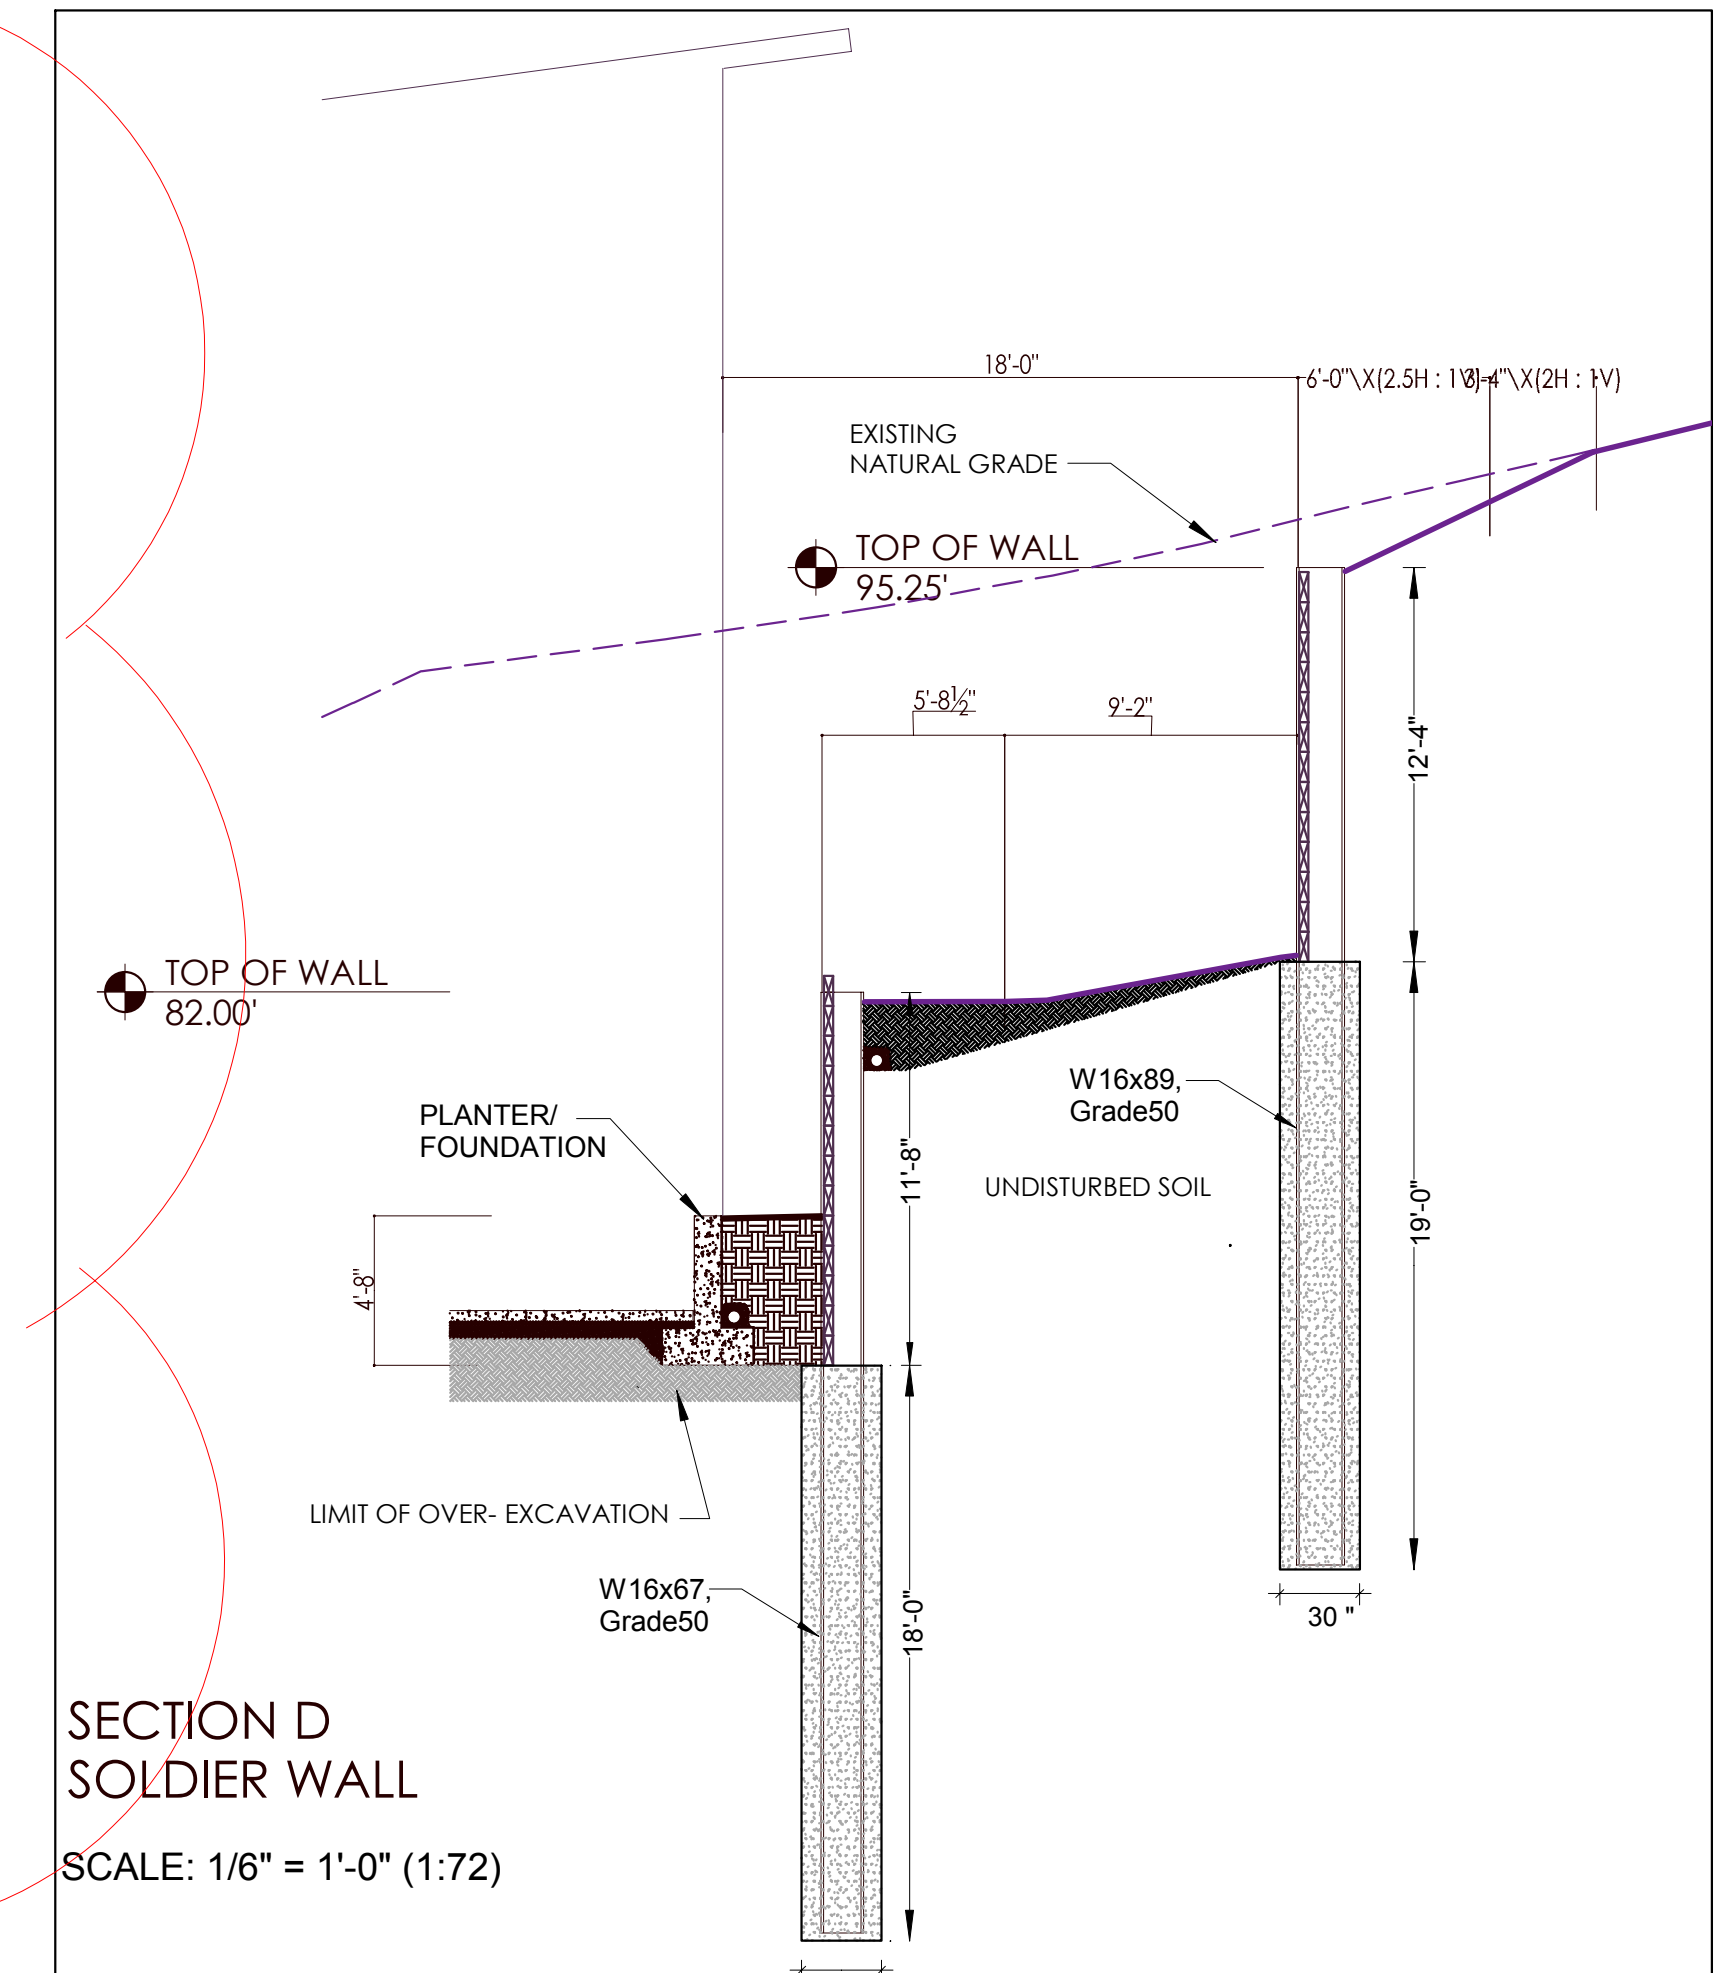 18'-0"
6'-0"\X(2.5H : 1V)
3'-4"\X(2H : 1V)
EXISTING
NATURAL GRADE
TOP OF WALL
95.25'
5'-8½"
9'-2"
12'-4"
TOP OF WALL
82.00'
W16x89,
Grade50
PLANTER/
FOUNDATION
11'-8"
UNDISTURBED SOIL
19'-0"
4'-8"
LIMIT OF OVER- EXCAVATION
W16x67,
Grade50
18'-0"
30 "
SECTION D
SOLDIER WALL
SCALE: 1/6" = 1'-0" (1:72)